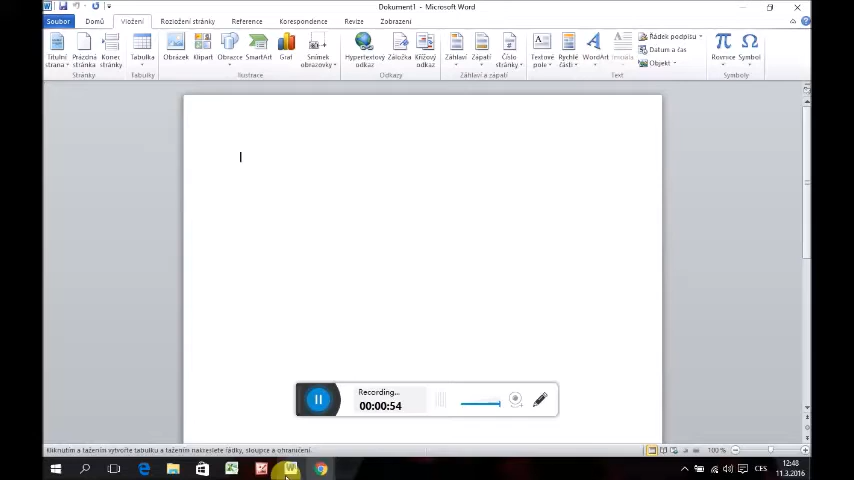 Dokument1 - Microsoft Word
Soubor Domů Vložení Rozložení stránky Reference Korespondence Revize Zobrazení
Titulní strana Prázdná stránka Konec stránky Tabulka Obrázek Klipart Obrazce SmartArt Graf Snímek obrazovky Hypertextový odkaz Záložka Křížový odkaz Záhlaví Zápatí Číslo stránky Textové pole Rychlé části WordArt Iniciála Řádek podpisu Rovnice Symbol
Datum a čas
Objekt
Stránky Tabulky Ilustrace Odkazy Záhlaví a zápatí Text Symboly
Recording...
00:00:54
Kliknutím a tažením vytvoříte tabulku a tažením nakreslete řádky, sloupce a ohraničení.
100 %
CES
12:48
11.3.2016